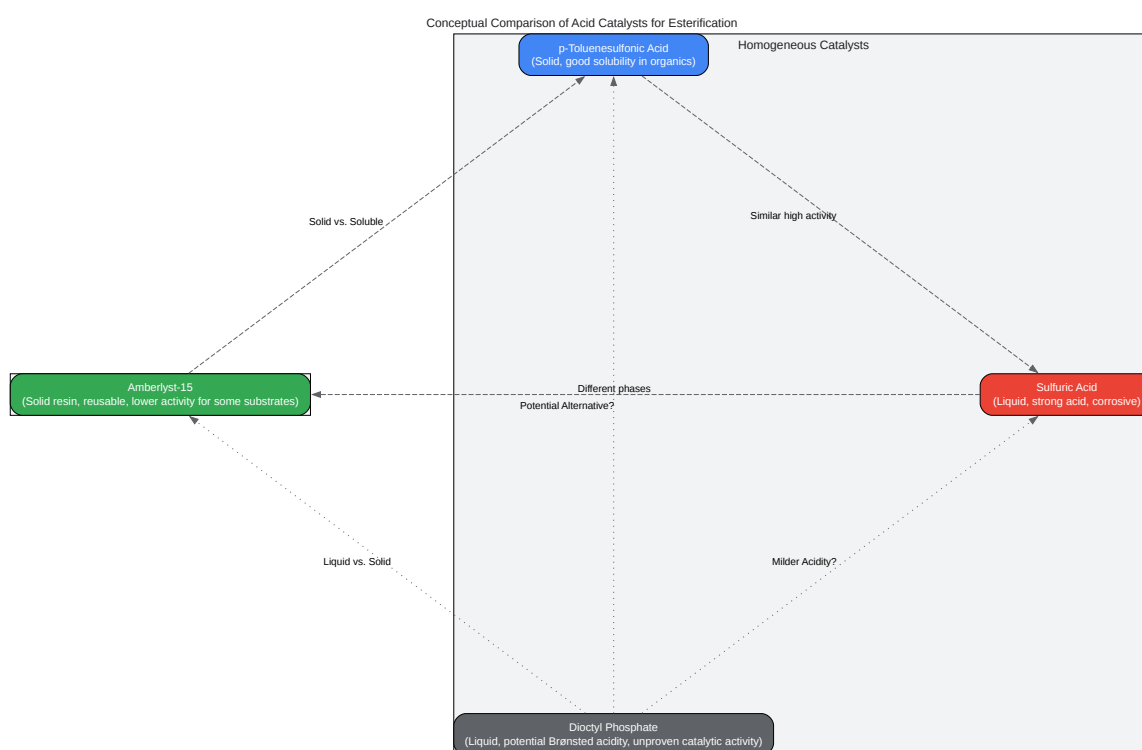 Conceptual Comparison of Acid Catalysts for Esterification
Homogeneous Catalysts
p-Toluenesulfonic Acid
(Solid, good solubility in organics)
Solid vs. Soluble
Similar high activity
Amberlyst-15
(Solid resin, reusable, lower activity for some substrates)
Different phases
Potential Alternative?
Sulfuric Acid
(Liquid, strong acid, corrosive)
Liquid vs. Solid
Milder Acidity?
Dioctyl Phosphate
(Liquid, potential Brønsted acidity, unproven catalytic activity)